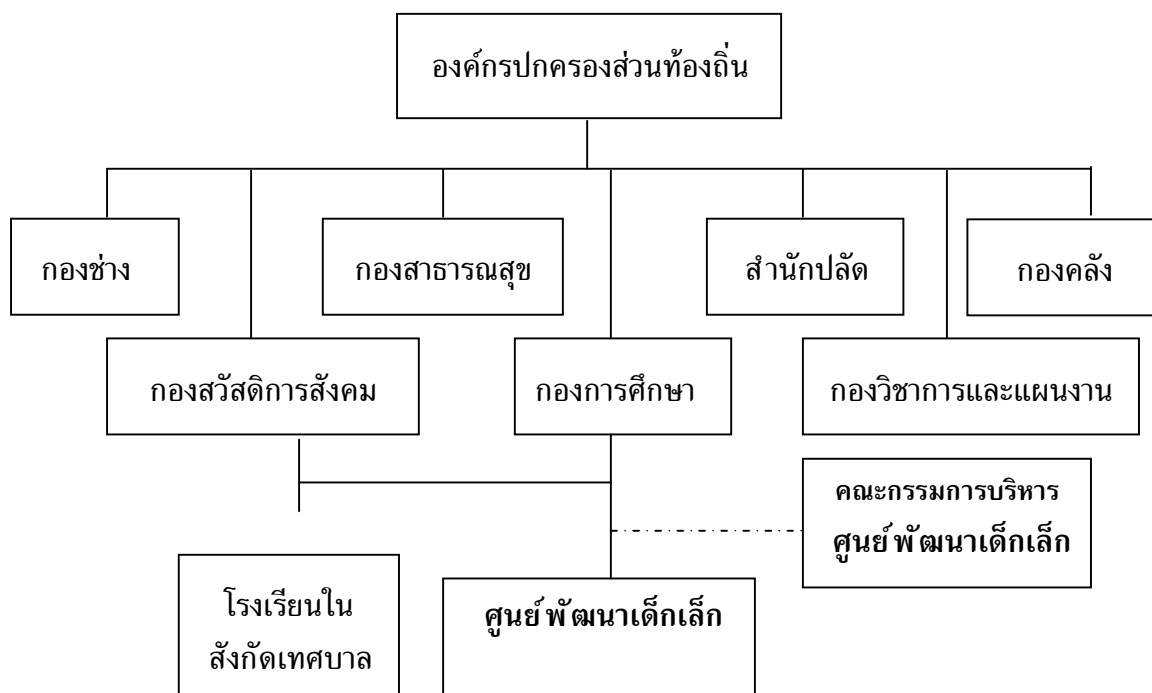 องค์กรปกครองส่วนท้องถิ่น
กองช่าง
กองสาธารณสุข
สำนักปลัด
กองคลัง
กองสวัสดิการสังคม
กองการศึกษา
กองวิชาการและแผนงาน
คณะกรรมการบริหาร
ศูนย์พัฒนาเด็กเล็ก
โรงเรียนใน
สังกัดเทศบาล
ศูนย์พัฒนาเด็กเล็ก